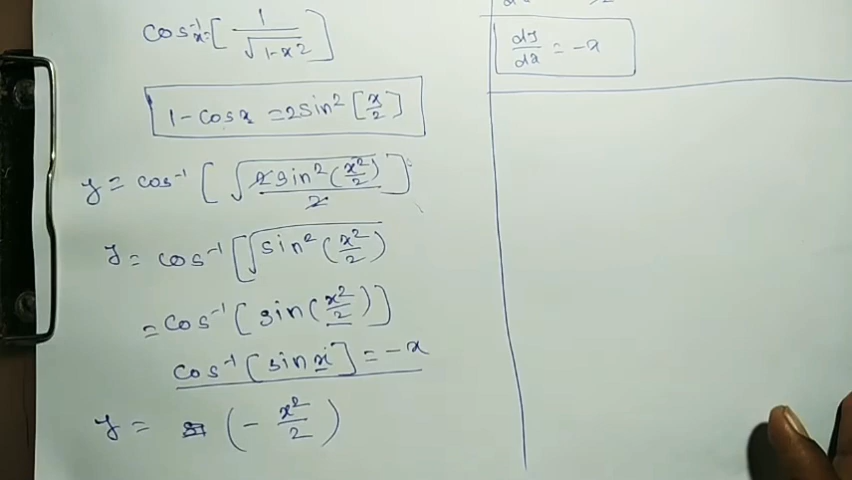 cos⁻¹x = [ 1/√(1-x²) ]
1 - cosx = 2sin² [x/2]
y = cos⁻¹ [ √(2sin²(x²/2)/2) ]
y = cos⁻¹ [ √sin²(x²/2)
= cos⁻¹ [ sin(x²/2) ]
cos⁻¹ [ sin x ] = -x
y = (- x²/2)
dy/dx = -x